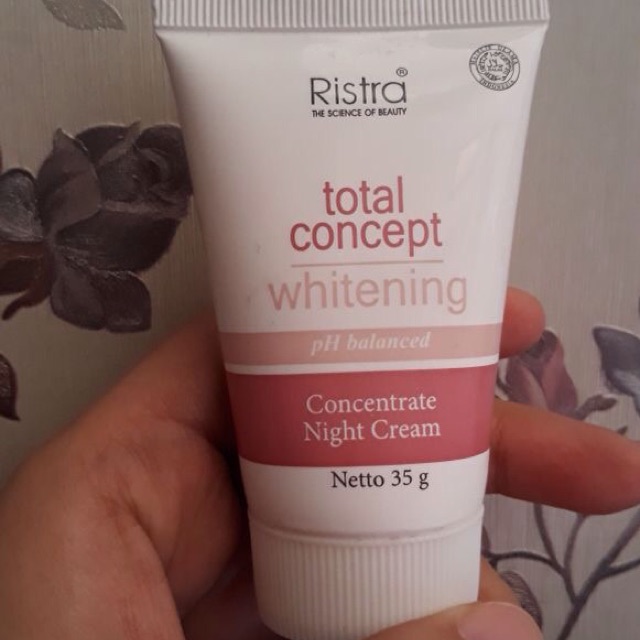 Ristra®
THE SCIENCE OF BEAUTY
total
concept
whitening
pH balanced
Concentrate
Night Cream
Netto 35 g